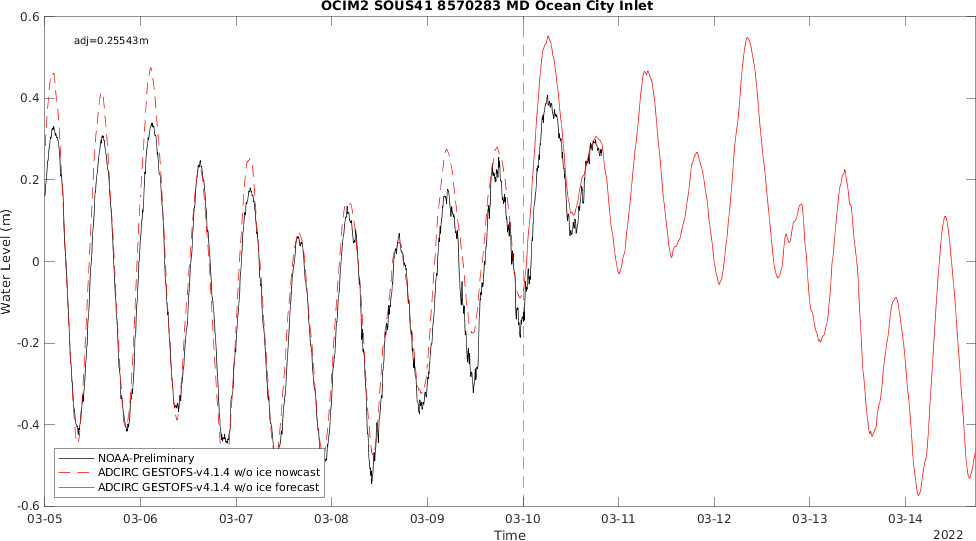 OCIM2 SOUS41 8570283 MD Ocean City Inlet
adj=0.25543m
Water Level (m)
0.6
0.4
0.2
0
-0.2
-0.4
-0.6
NOAA-Preliminary
ADCIRC GESTOFS-v4.1.4 w/o ice nowcast
ADCIRC GESTOFS-v4.1.4 w/o ice forecast
03-05 03-06 03-07 03-08 03-09 03-10 03-11 03-12 03-13 03-14
Time
2022